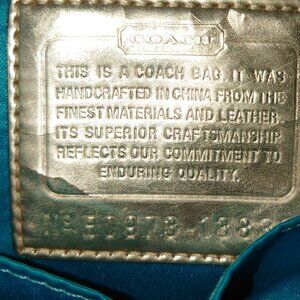 COACH
THIS IS A COACH BAG. IT WAS
HANDCRAFTED IN CHINA FROM THE
FINEST MATERIALS AND LEATHER.
ITS SUPERIOR CRAFTSMANSHIP
REFLECTS OUR COMMITMENT TO
ENDURING QUALITY.